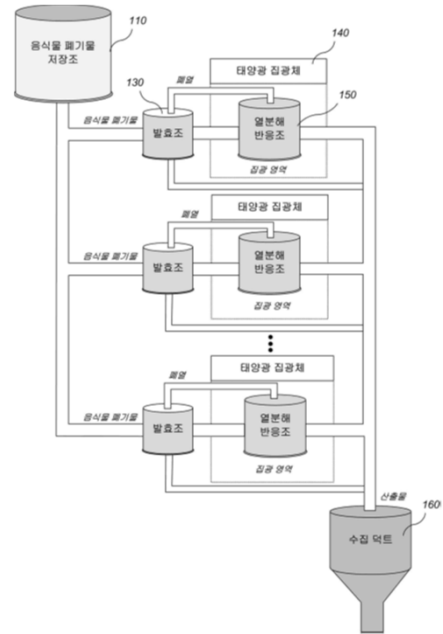 110
음식물 폐기물
저장조
140
태양광 집광체
폐열
130
150
음식물 폐기물
발효조
열분해
반응조
집광 영역
태양광 집광체
폐열
음식물 폐기물
발효조
열분해
반응조
집광 영역
태양광 집광체
폐열
음식물 폐기물
발효조
열분해
반응조
집광 영역
산출물
160
수집 덕트